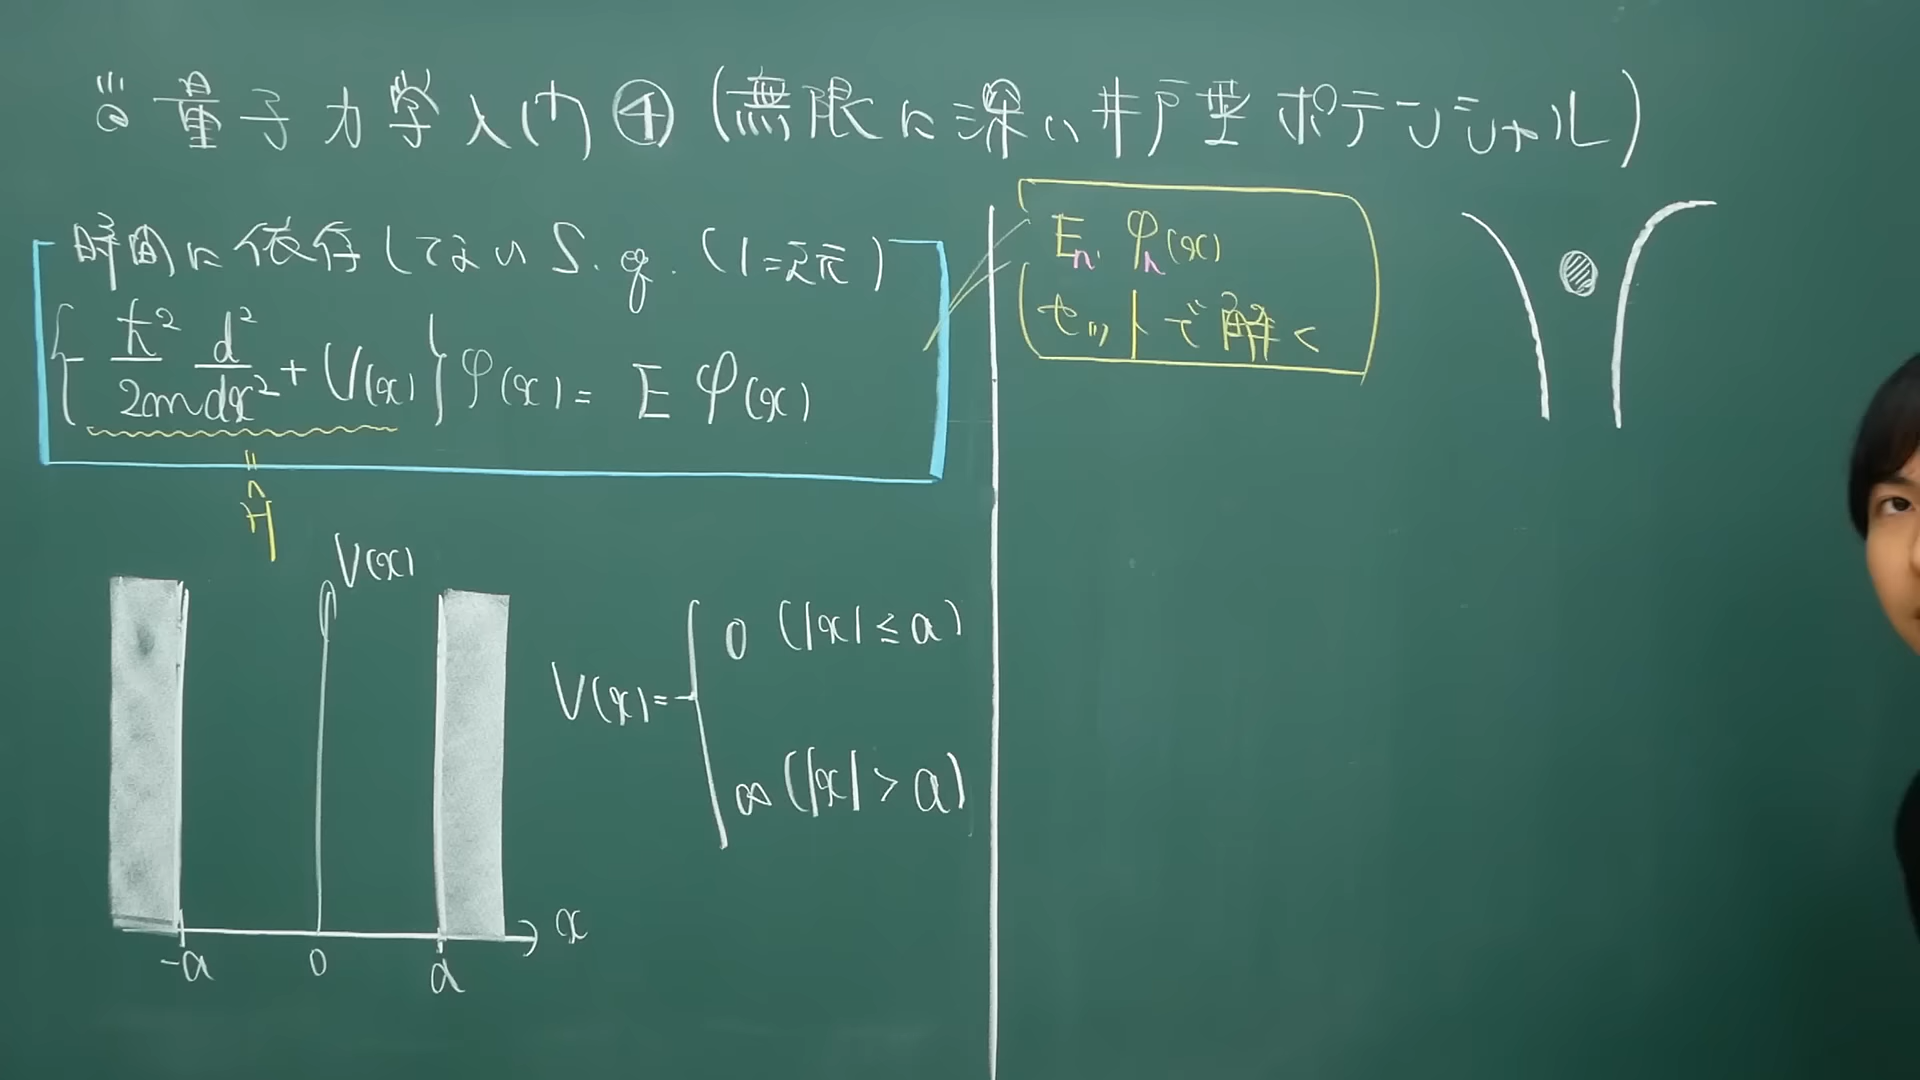 ◎量子力学入門④(無限に深い井戸型ポテンシャル)
時間に依存してないS.eq.(1=2元)
{ ℏ²/2m d²/dx² + V(x) } φ(x) = E φ(x)
" Ĥ
V(x)
-a 0 a x
V(x)= { 0 (|x| ≦ a)
∞ (|x| > a)
En, φn(x)
セットで解く